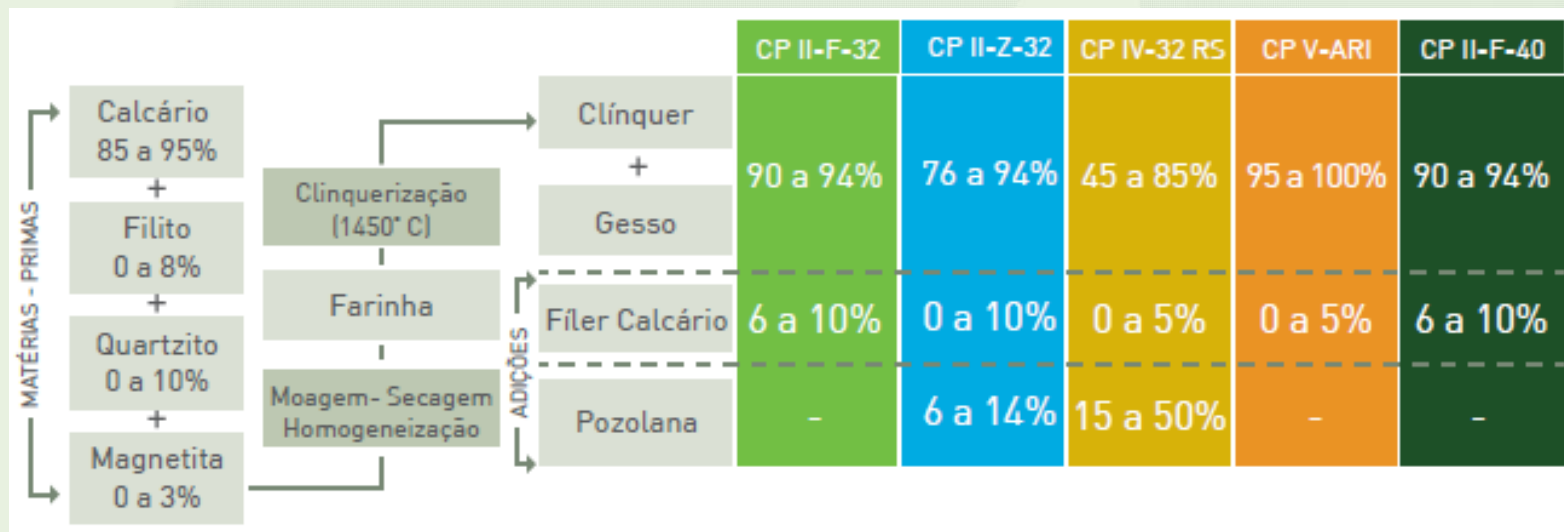 MATÉRIAS - PRIMAS
Calcário
85 a 95%
+
Filito
0 a 8%
+
Quartzito
0 a 10%
+
Magnetita
0 a 3%
Clinquerização
(1450° C)
Farinha
Moagem- Secagem
Homogeneização
Clínquer
+
Gesso
ADIÇÕES
Fíler Calcário
Pozolana
CP II-F-32 CP II-Z-32 CP IV-32 RS CP V-ARI CP II-F-40
90 a 94% 76 a 94% 45 a 85% 95 a 100% 90 a 94%
6 a 10% 0 a 10% 0 a 5% 0 a 5% 6 a 10%
- 6 a 14% 15 a 50% - -